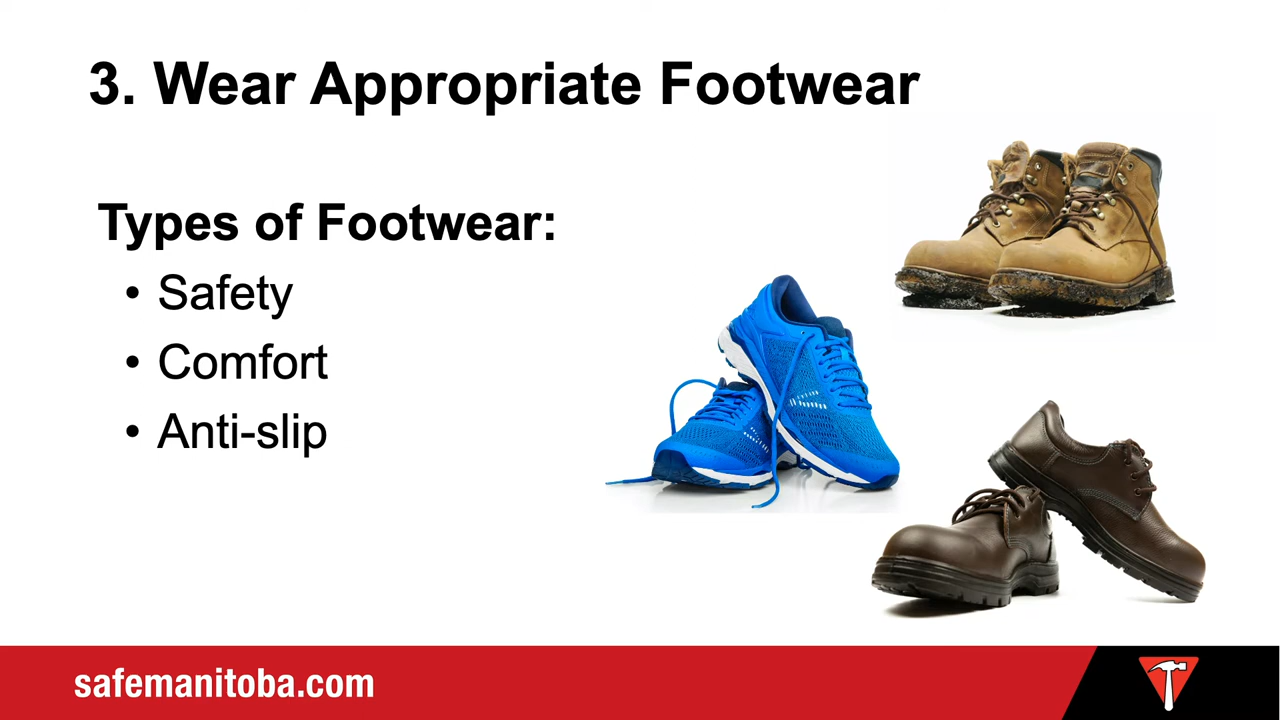 3. Wear Appropriate Footwear
Types of Footwear:
• Safety
• Comfort
• Anti-slip
safemanitoba.com